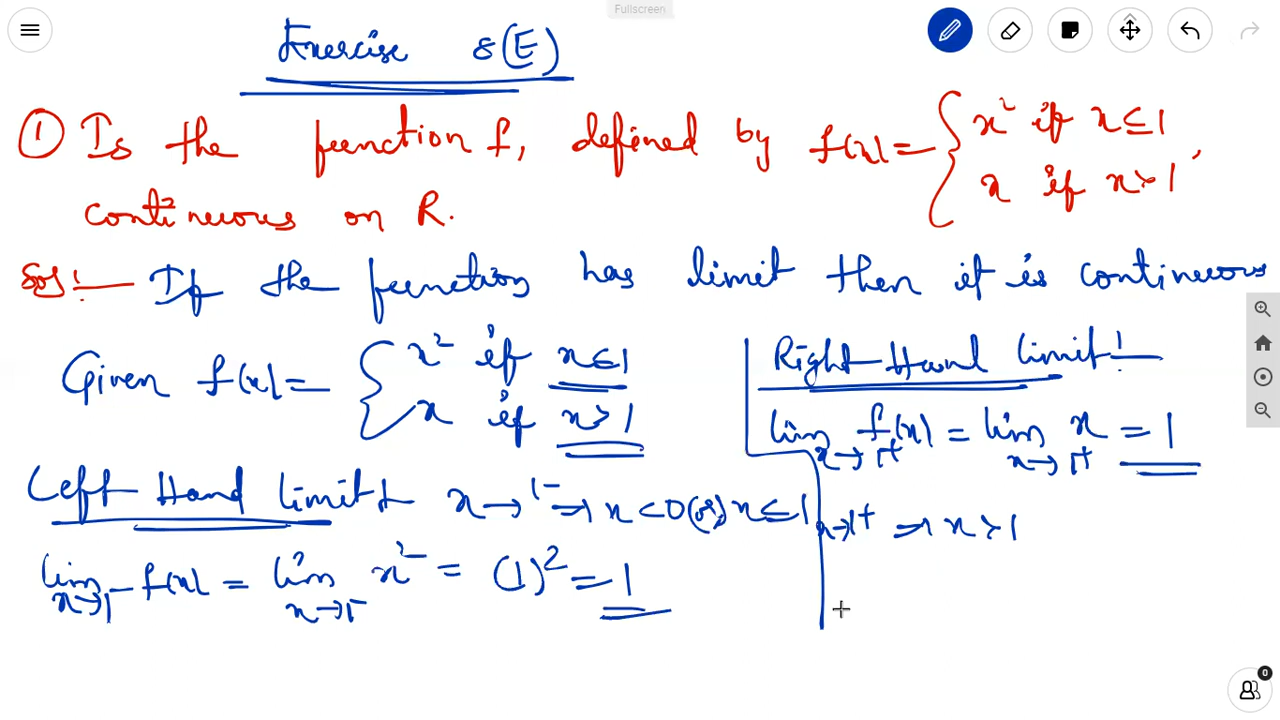 Fullscreen
Exercise 8(E)
① Is the function f, defined by f(x) = { x² if x ≤ 1
x if x > 1 ,
continuous on R.
Sol:— If the function has limit then it is continuous
Given f(x) = { x² if x ≤ 1
x if x > 1
Left Hand limit x → 1⁻ ⇒ x < 0 (or) x ≤ 1
lim x→1⁻ f(x) = lim x→1⁻ x² = (1)² = 1
Right Hand limit:—
lim x→1⁺ f(x) = lim x→1⁺ x = 1
x→1⁺ ⇒ x > 1
0